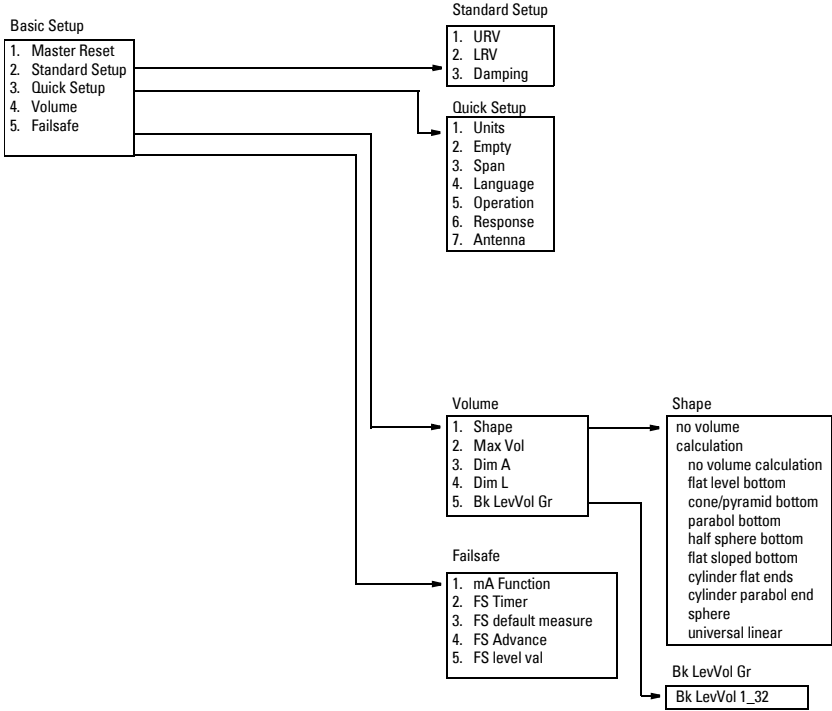 Basic Setup
1. Master Reset
2. Standard Setup
3. Quick Setup
4. Volume
5. Failsafe
Standard Setup
1. URV
2. LRV
3. Damping
Quick Setup
1. Units
2. Empty
3. Span
4. Language
5. Operation
6. Response
7. Antenna
Volume
1. Shape
2. Max Vol
3. Dim A
4. Dim L
5. Bk LevVol Gr
Shape
no volume
calculation
no volume calculation
flat level bottom
cone/pyramid bottom
parabol bottom
half sphere bottom
flat sloped bottom
cylinder flat ends
cylinder parabol end
sphere
universal linear
Failsafe
1. mA Function
2. FS Timer
3. FS default measure
4. FS Advance
5. FS level val
Bk LevVol Gr
Bk LevVol 1_32